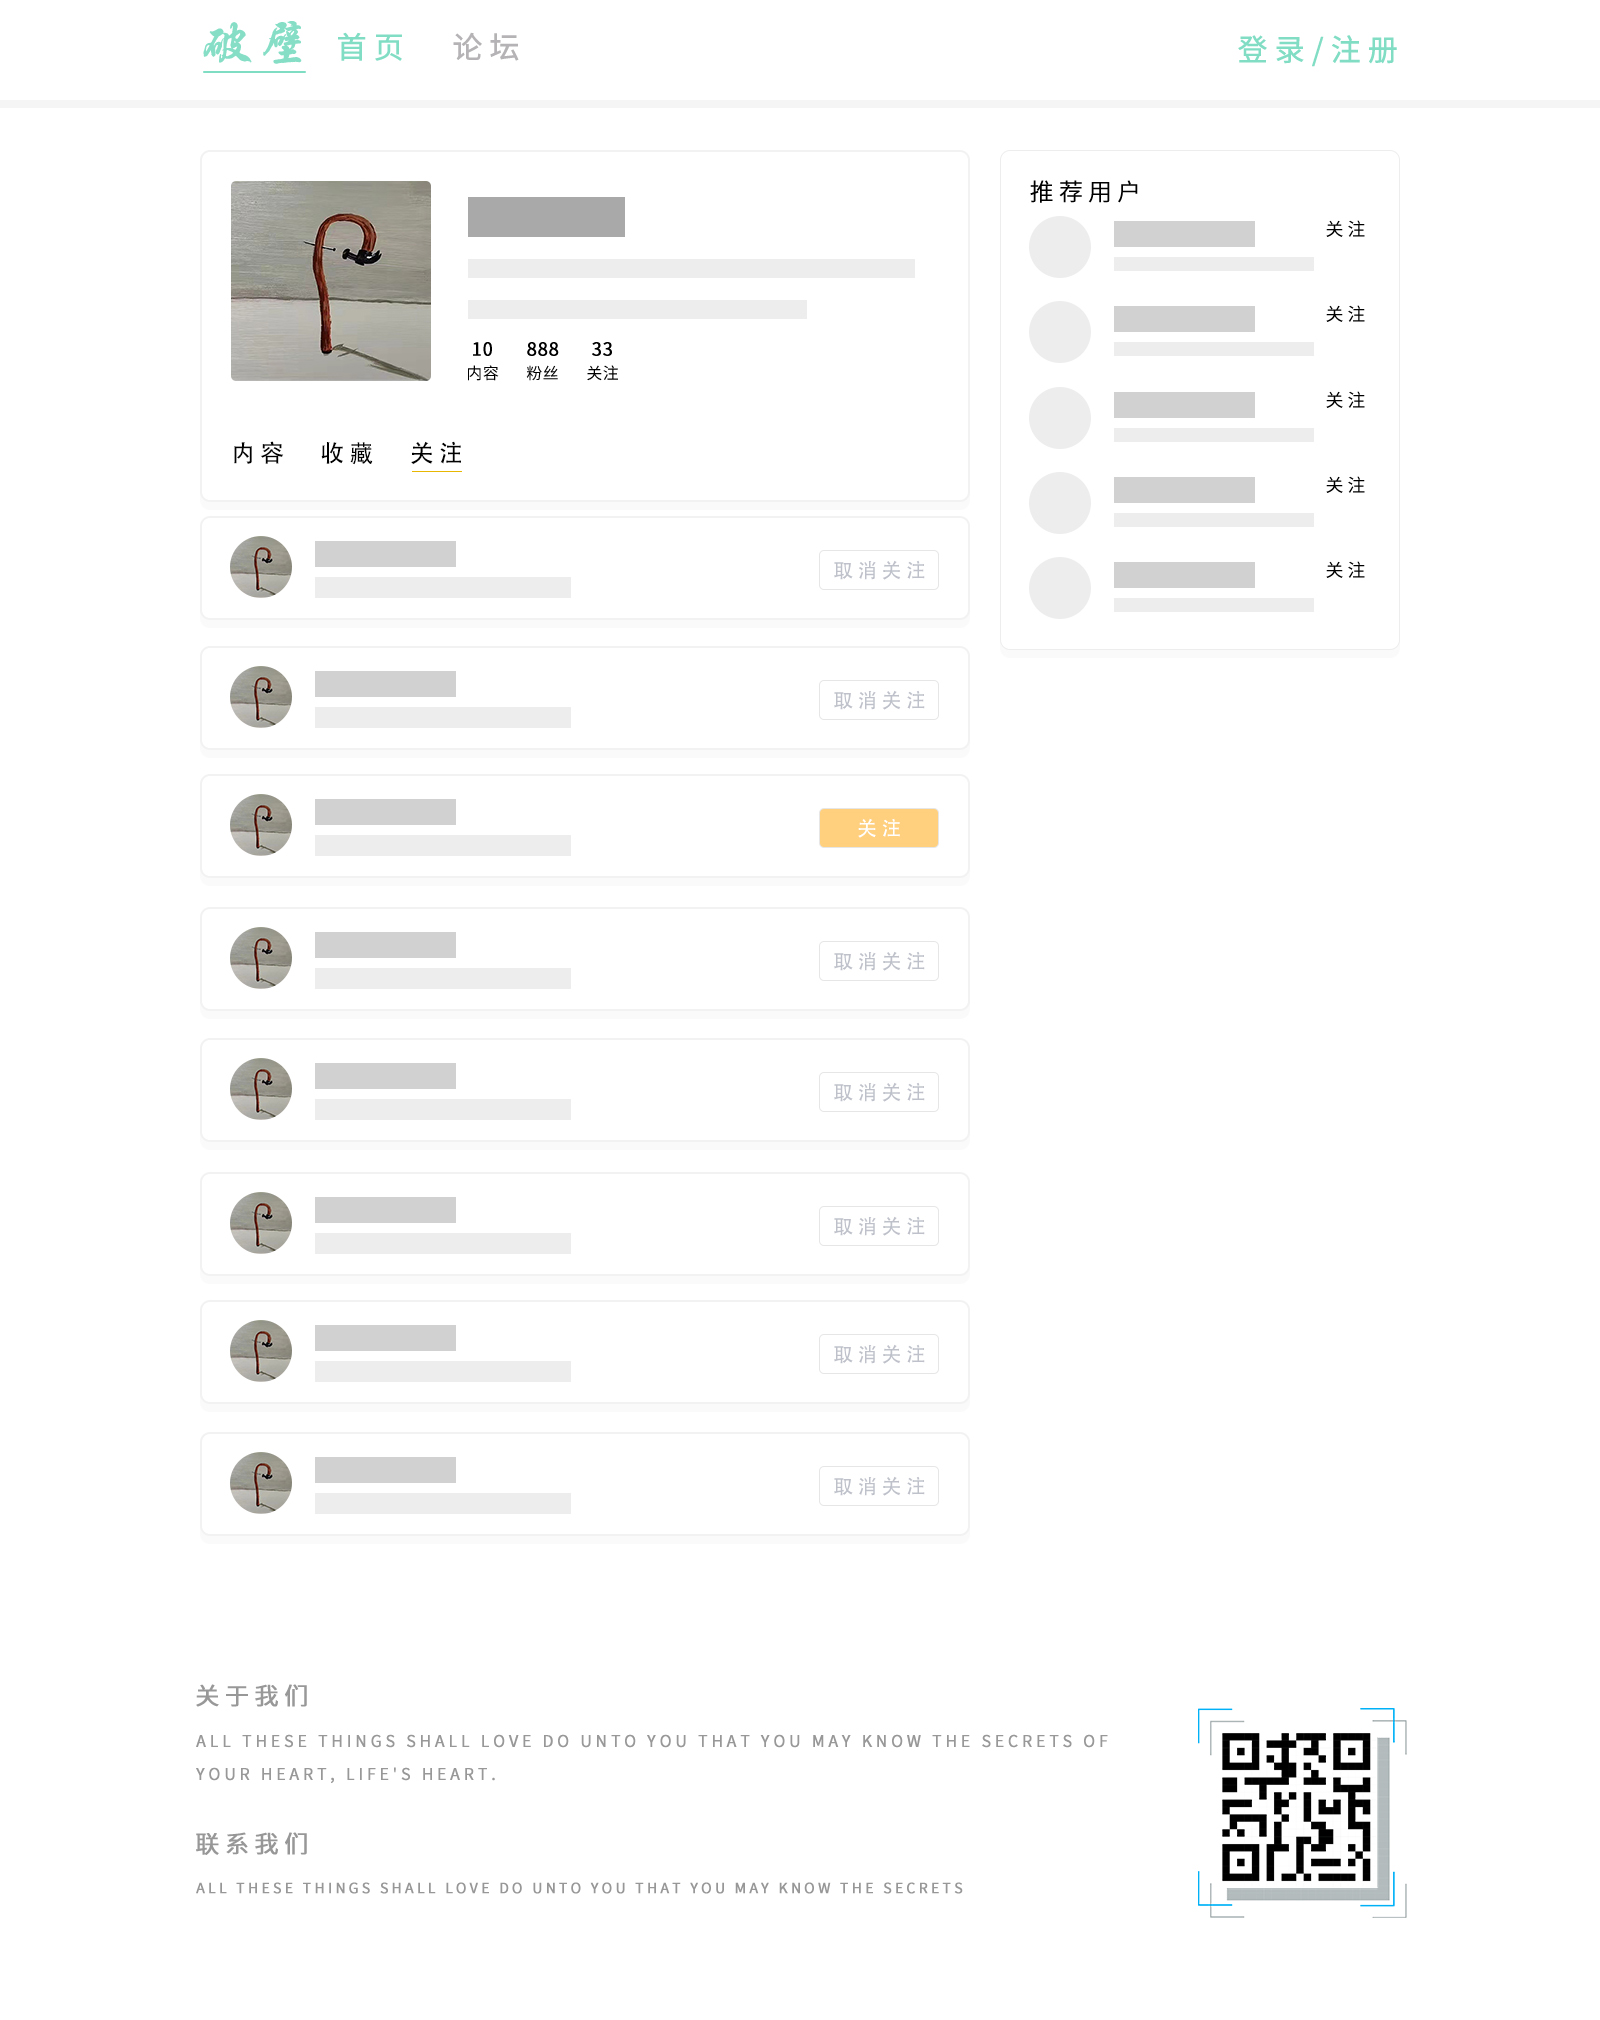 破壁 首页 论坛 登录/注册
10 888 33
内容 粉丝 关注
内容 收藏 关注
取消关注
取消关注
关注
取消关注
取消关注
取消关注
取消关注
取消关注
推荐用户
关注
关注
关注
关注
关注
关于我们
ALL THESE THINGS SHALL LOVE DO UNTO YOU THAT YOU MAY KNOW THE SECRETS OF
YOUR HEART, LIFE'S HEART.
联系我们
ALL THESE THINGS SHALL LOVE DO UNTO YOU THAT YOU MAY KNOW THE SECRETS